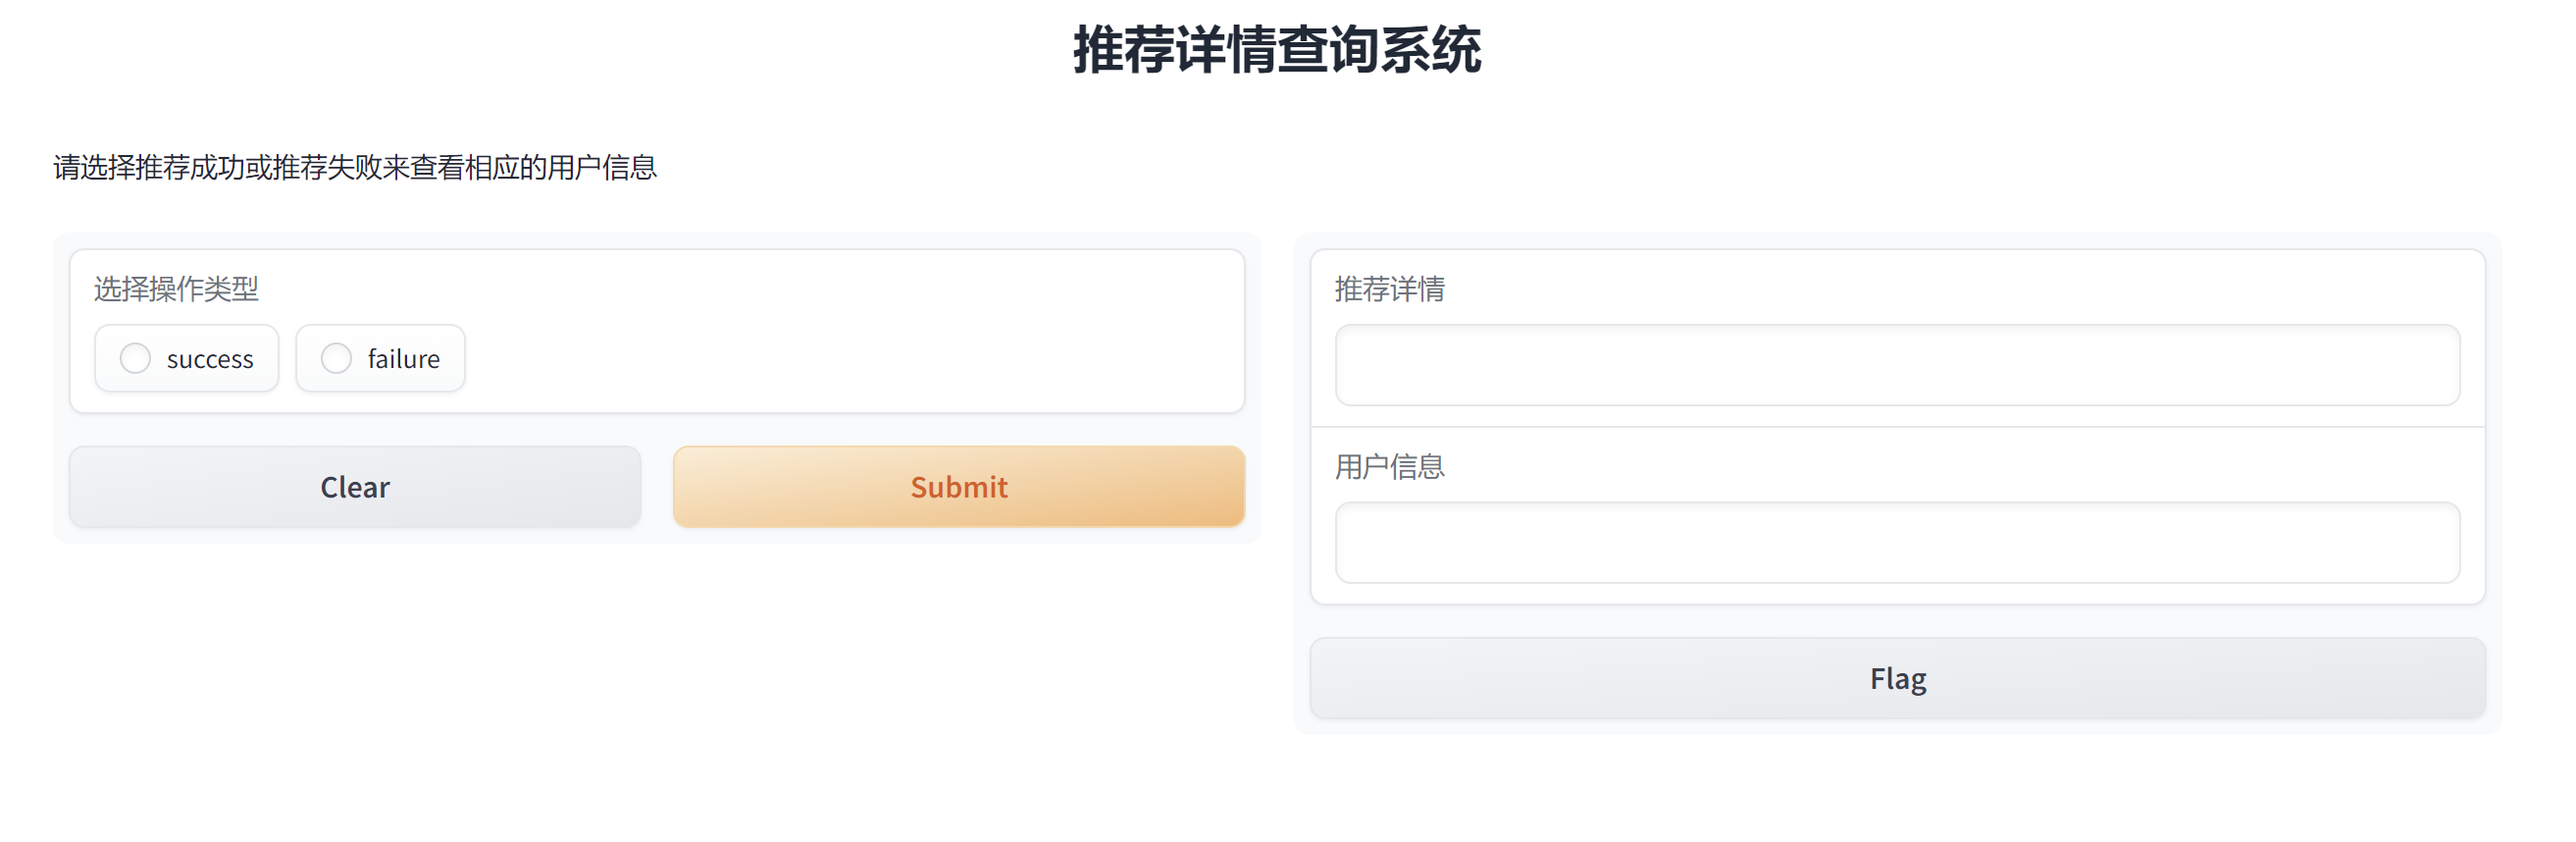 推荐详情查询系统
请选择推荐成功或推荐失败来查看相应的用户信息
选择操作类型
success failure
Clear Submit
推荐详情
用户信息
Flag